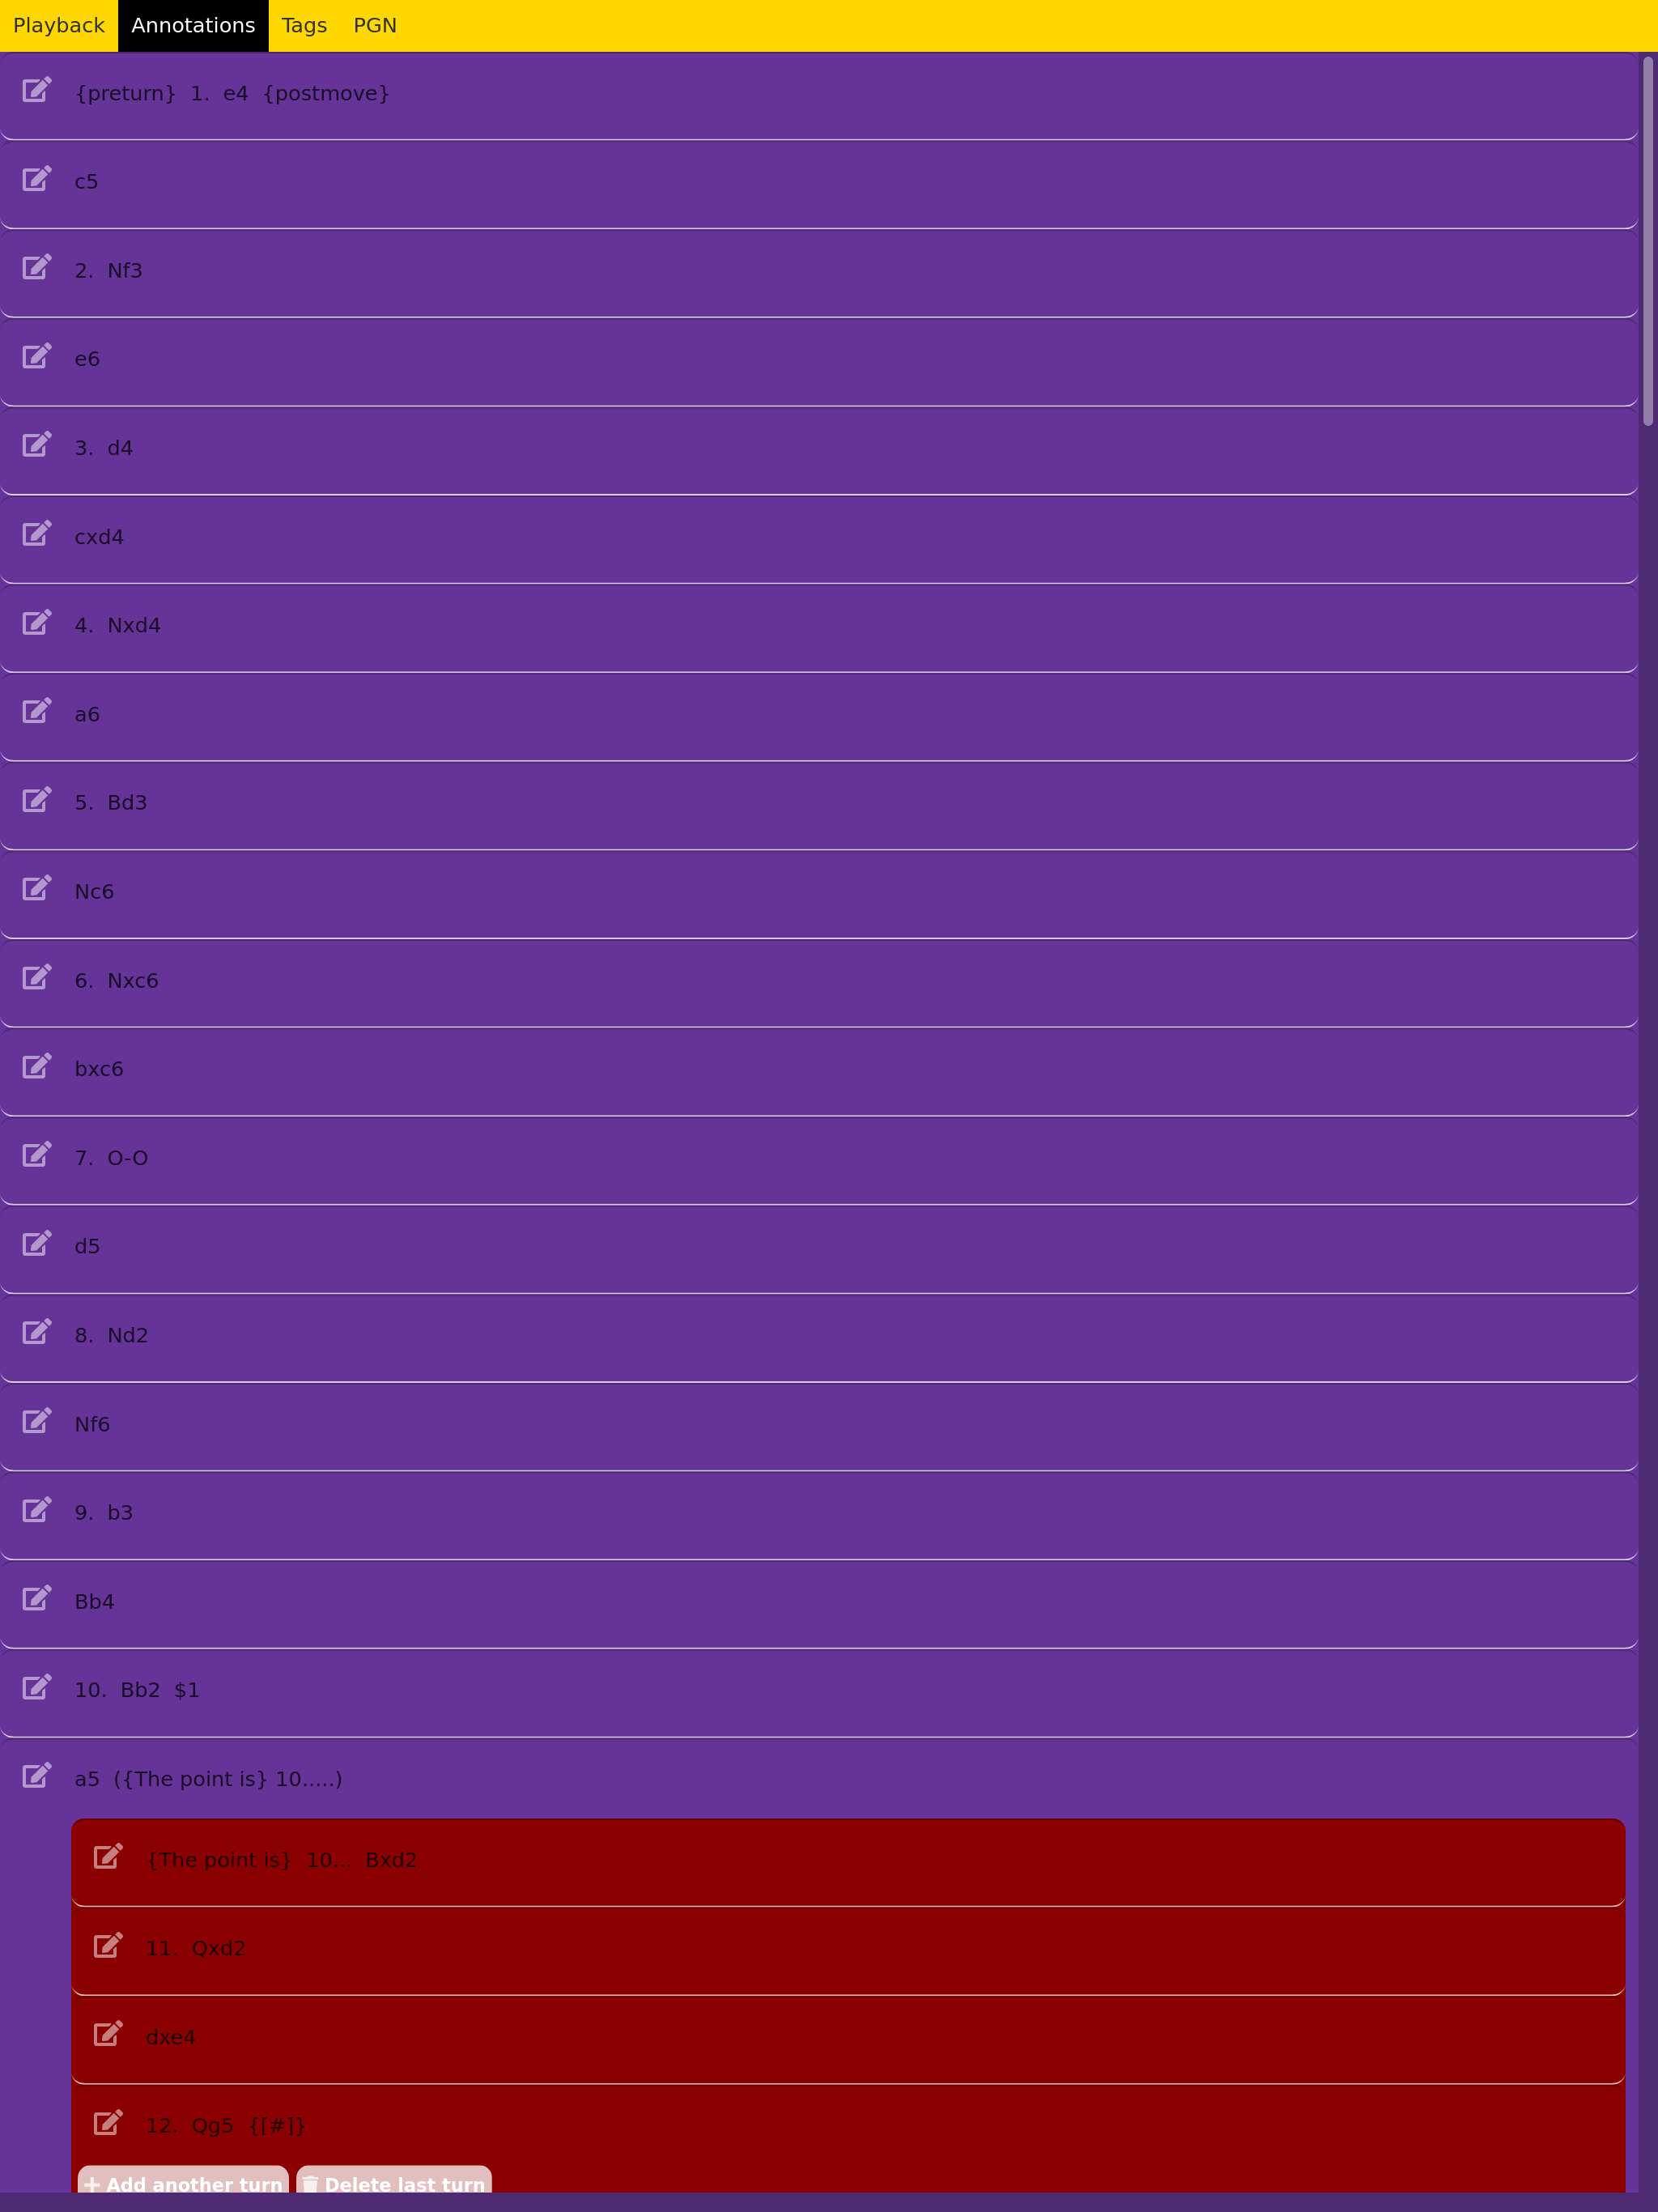 Playback Annotations Tags PGN
{preturn} 1. e4 {postmove}
c5
2. Nf3
e6
3. d4
cxd4
4. Nxd4
a6
5. Bd3
Nc6
6. Nxc6
bxc6
7. O-O
d5
8. Nd2
Nf6
9. b3
Bb4
10. Bb2 $1
a5 ({The point is} 10.....)
{The point is} 10... Bxd2
11. Qxd2
dxe4
12. Qg5 {[#]}
Add another turn Delete last turn